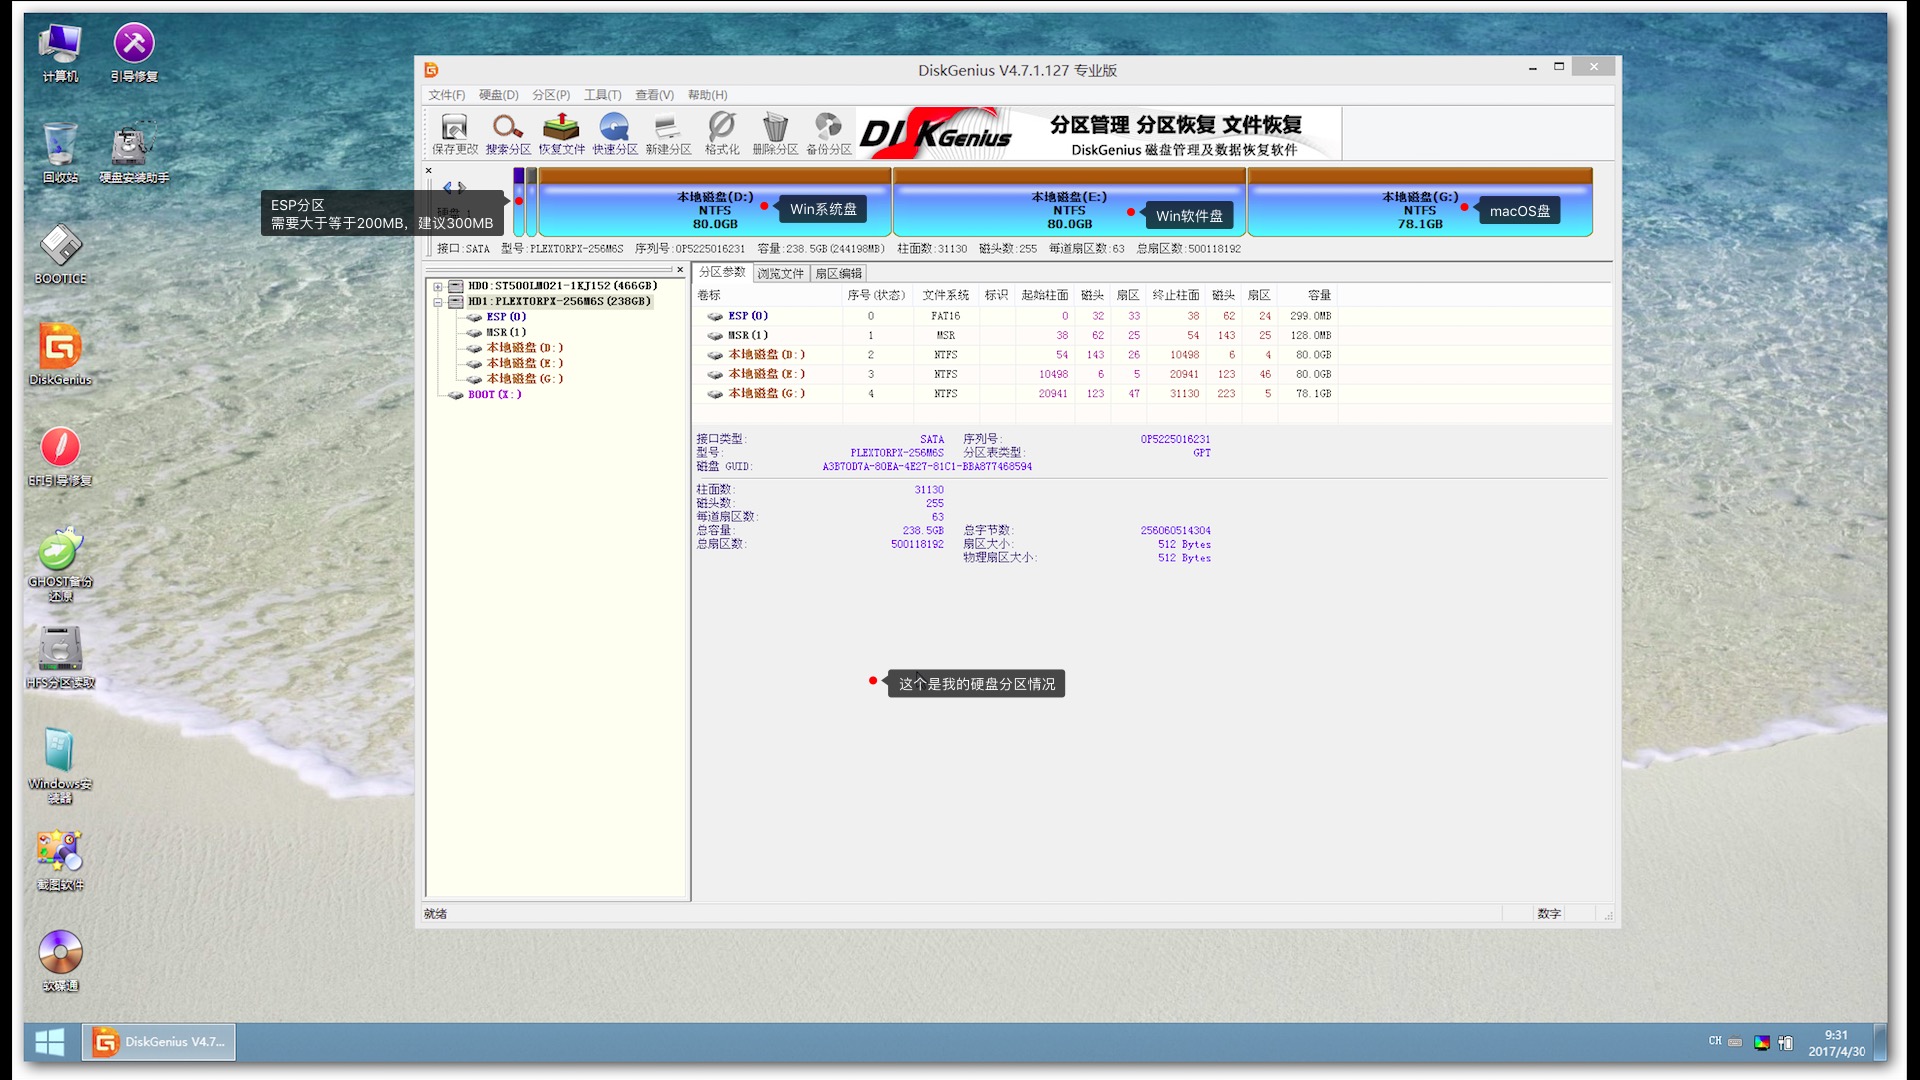 计算机
引导修复
回收站
硬盘安装助手
BOOTICE
DiskGenius
EFI引导修复
GHOST备份
还原
HFS分区读取
Windows安
装器
截图软件
软碟通
DiskGenius V4.7.1.127 专业版
文件(F) 硬盘(D) 分区(P) 工具(T) 查看(V) 帮助(H)
保存更改 搜索分区 恢复文件 快速分区 新建分区 格式化 删除分区 备份分区
DISKGenius
分区管理 分区恢复 文件恢复
DiskGenius 磁盘管理及数据恢复软件
ESP分区
需要大于等于200MB，建议300MB
本地磁盘(D:)
NTFS
80.0GB
Win系统盘
本地磁盘(E:)
NTFS
80.0GB
Win软件盘
本地磁盘(G:)
NTFS
78.1GB
macOS盘
接口:SATA 型号:PLEXTORPX-256M6S 序列号:0P5225016231 容量:238.5GB(244198MB) 柱面数:31130 磁头数:255 每道扇区数:63 总扇区数:500118192
HD0:ST500LM021-1KJ152(466GB)
HD1:PLEXTORPX-256M6S(238GB)
ESP(0)
MSR(1)
本地磁盘(D:)
本地磁盘(E:)
本地磁盘(G:)
BOOT(X:)
分区参数 浏览文件 扇区编辑
卷标 序号(状态) 文件系统 标识 起始柱面 磁头 扇区 终止柱面 磁头 扇区 容量
ESP(0) 0 FAT16 0 32 33 38 62 24 299.0MB
MSR(1) 1 MSR 38 62 25 54 143 25 128.0MB
本地磁盘(D:) 2 NTFS 54 143 26 10498 6 4 80.0GB
本地磁盘(E:) 3 NTFS 10498 6 5 20941 123 46 80.0GB
本地磁盘(G:) 4 NTFS 20941 123 47 31130 223 5 78.1GB
接口类型: SATA 序列号: 0P5225016231
型号: PLEXTORPX-256M6S 分区表类型: GPT
磁盘 GUID: A3B70D7A-80EA-4E27-81C1-BBA877468594
柱面数: 31130
磁头数: 255
每道扇区数: 63
总容量: 238.5GB 总字节数: 256060514304
总扇区数: 500118192 扇区大小: 512 Bytes
物理扇区大小: 512 Bytes
这个是我的硬盘分区情况
就绪
数字
DiskGenius V4.7...
CH
9:31
2017/4/30